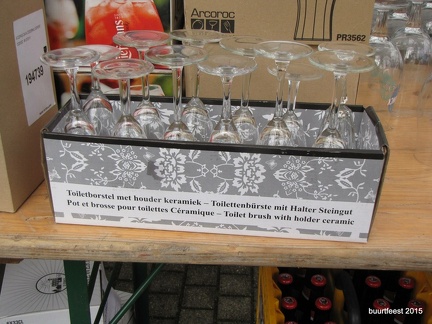 Arcoroc
PR3562
194739
Toiletborstel met houder keramiek – Toilettenbürste mit Halter Steingut
Pot et brosse pour toilettes Céramique – Toilet brush with holder ceramic
buurtfeest 2015